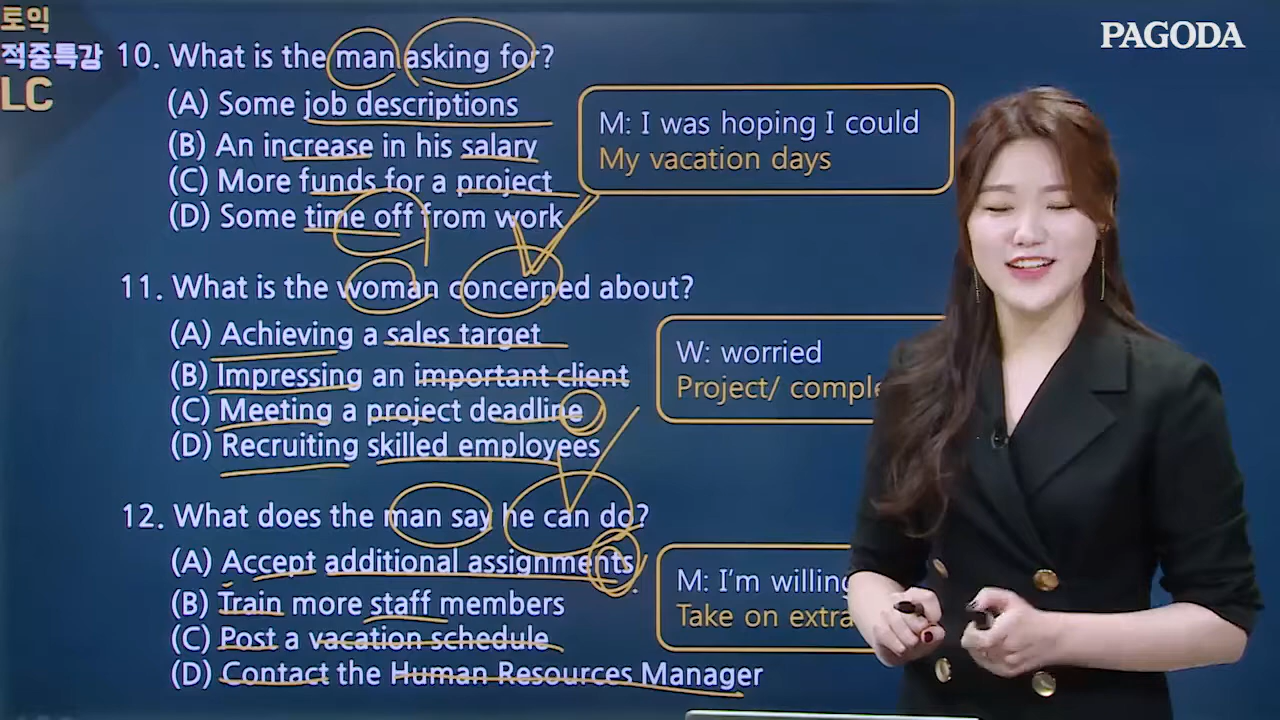 토익
적중특강
LC
PAGODA
10. What is the man asking for?
(A) Some job descriptions
(B) An increase in his salary
(C) More funds for a project
(D) Some time off from work
M: I was hoping I could
My vacation days
11. What is the woman concerned about?
(A) Achieving a sales target
(B) Impressing an important client
(C) Meeting a project deadline
(D) Recruiting skilled employees
W: worried
Project/
12. What does the man say he can do?
(A) Accept additional assignments
(B) Train more staff members
(C) Post a vacation schedule
(D) Contact the Human Resources Manager
M: I'm willing
Take on extra